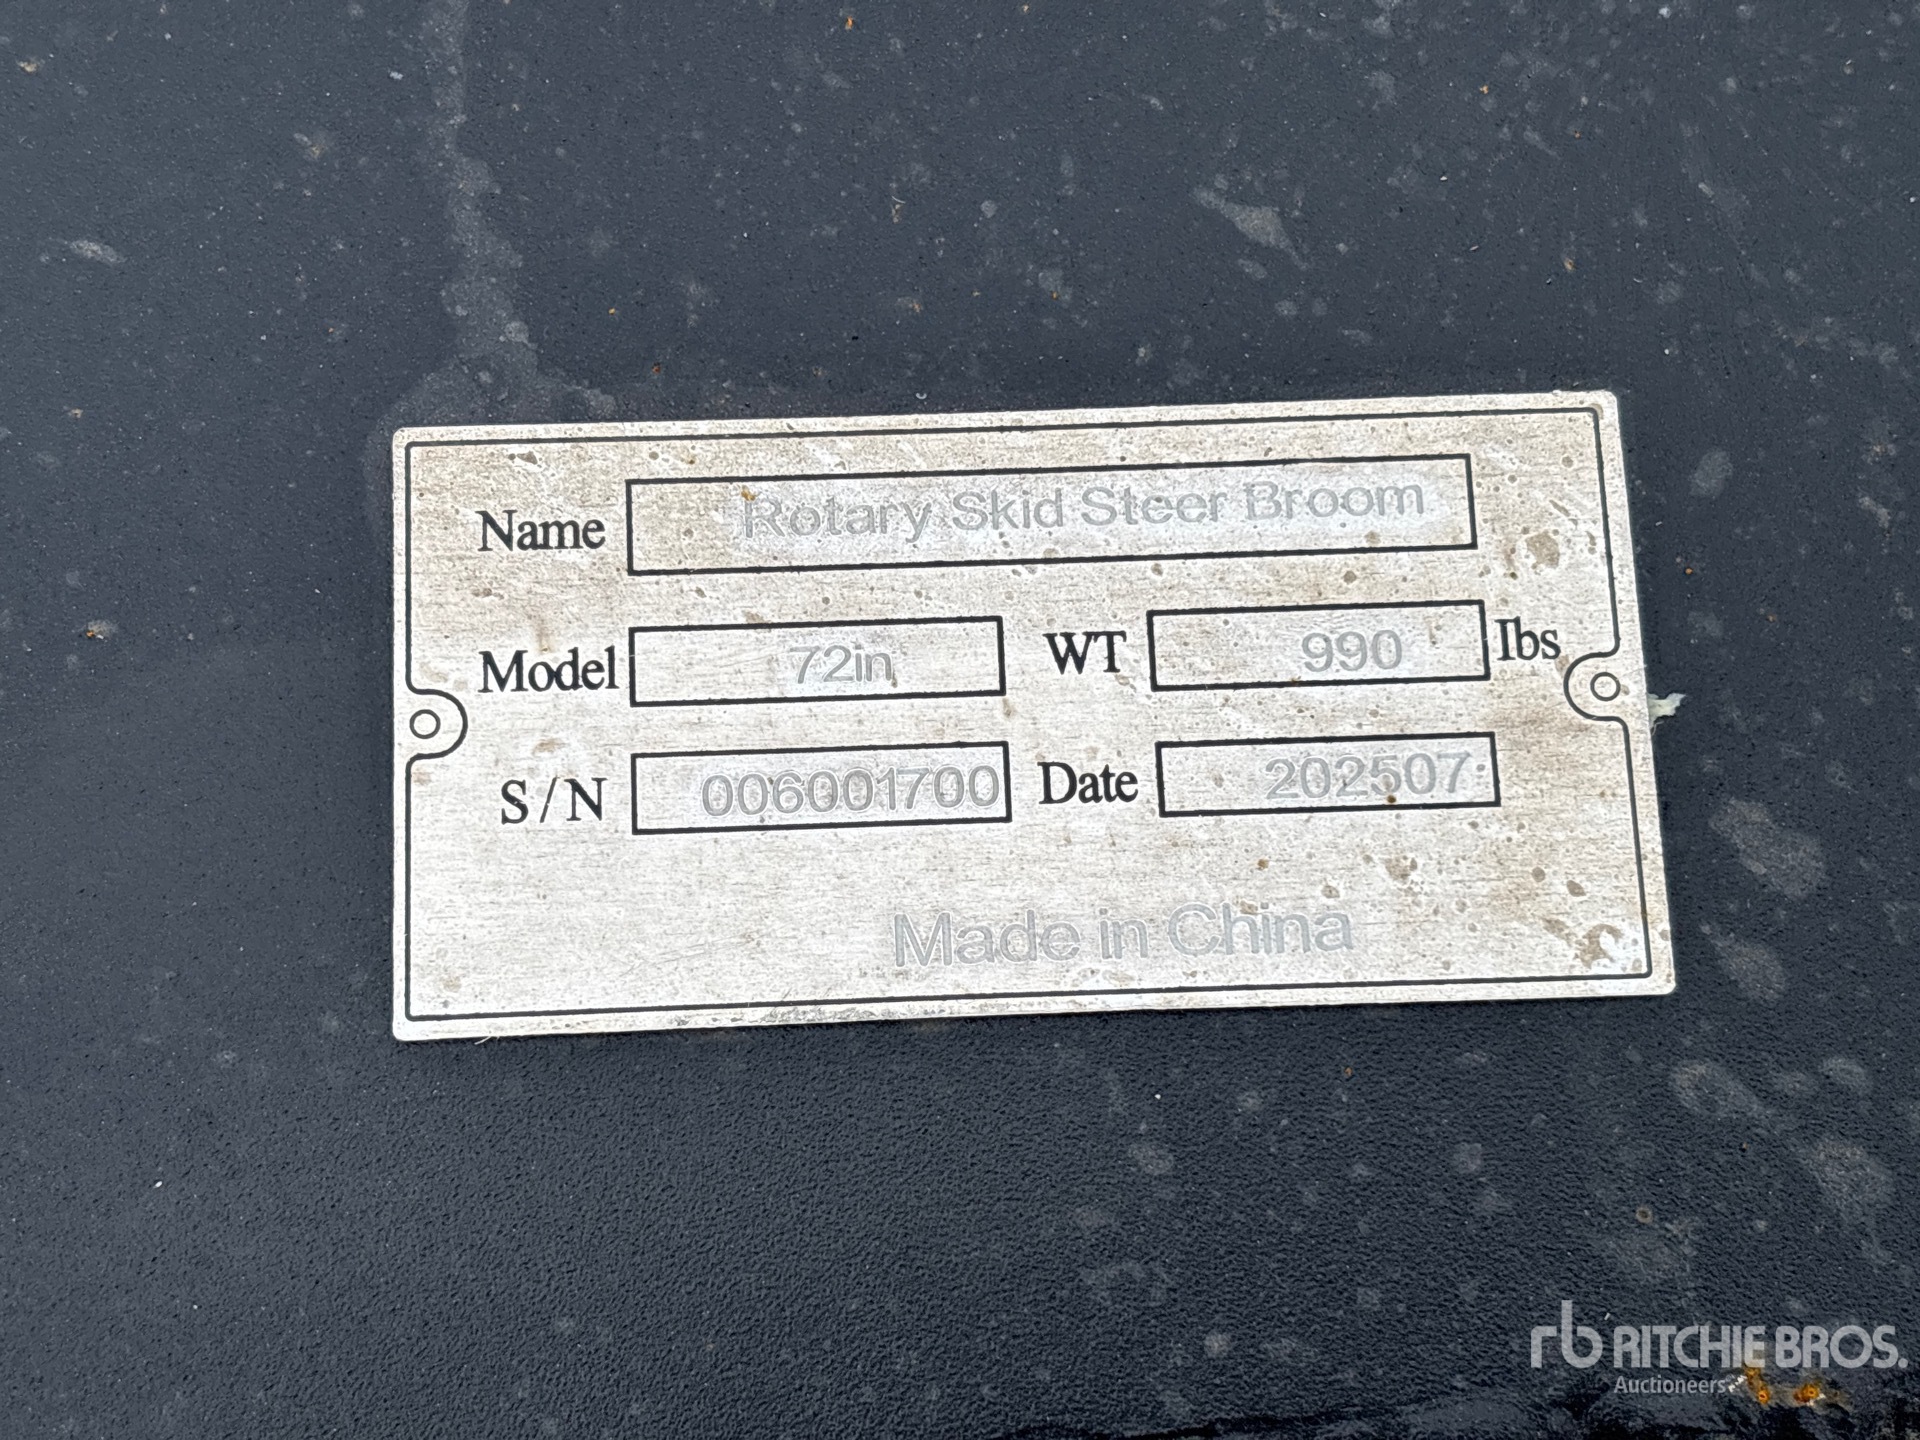 Name Rotary Skid Steer Broom
Model 72in WT 990 Ibs
S/N 006001700 Date 202507
Made in China
rb RITCHIE BROS.
Auctioneers